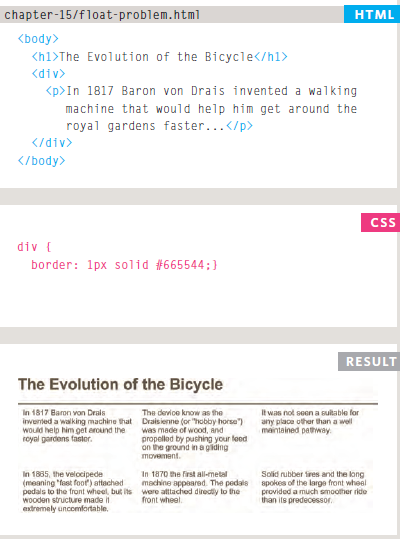 chapter-15/float-problem.html
HTML
<body>
<h1>The Evolution of the Bicycle</h1>
<div>
<p>In 1817 Baron von Drais invented a walking
machine that would help him get around the
royal gardens faster...</p>
</div>
</body>
CSS
div {
border: 1px solid #665544;}
RESULT
The Evolution of the Bicycle
In 1817 Baron von Drais
invented a walking machine that
would help him get around the
royal gardens faster.
The device know as the
Draisienne (or "hobby horse")
was made of wood, and
propelled by pushing your feed
on the ground in a gliding
movement.
It was not seen a suitable for
any place other than a well
maintained pathway.
In 1865, the velocipede
(meaning "fast foot") attached
pedals to the front wheel, but its
wooden structure made it
extremely uncomfortable.
In 1870 the first all-metal
machine appeared. The pedals
were atttached directly to the
front wheel.
Solid rubber tires and the long
spokes of the large front wheel
provided a much smoother ride
than its predecessor.